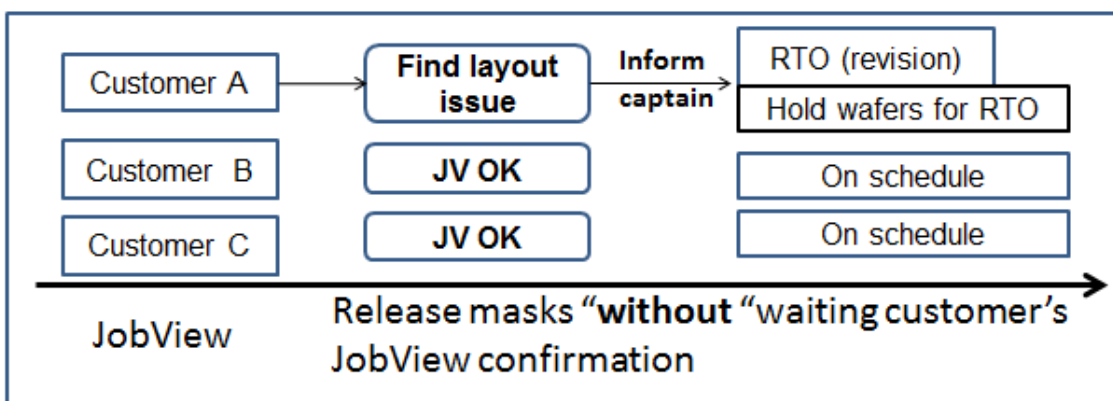 Customer A
Find layout
issue
Inform
captain
RTO (revision)
Hold wafers for RTO
Customer B
JV OK
On schedule
Customer C
JV OK
On schedule
JobView
Release masks “without “waiting customer’s
JobView confirmation